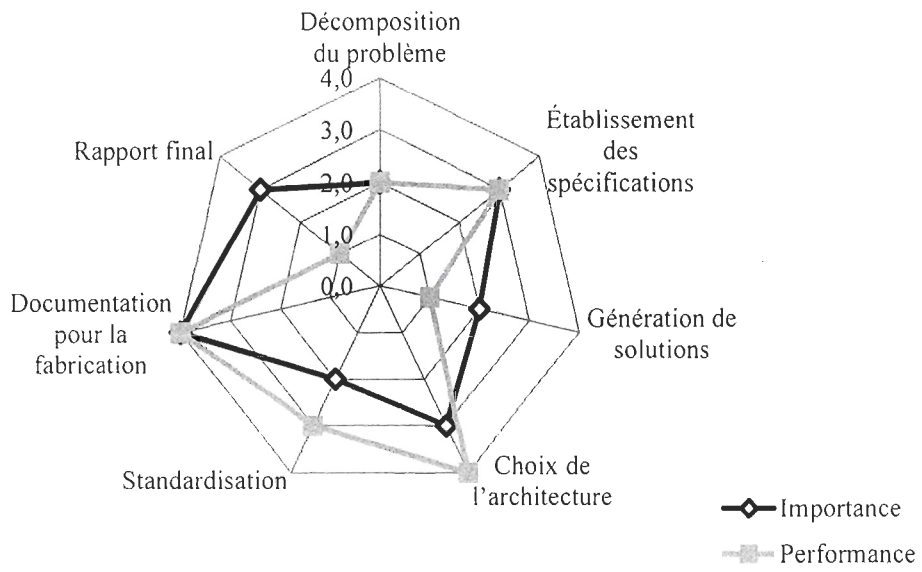 Décomposition
du problème
4,0
3,0
2,0
1,0
0,0
Établissement
des
spécifications
Génération de
solutions
Choix de
l'architecture
Standardisation
Documentation
pour la
fabrication
Rapport final
Importance
Performance